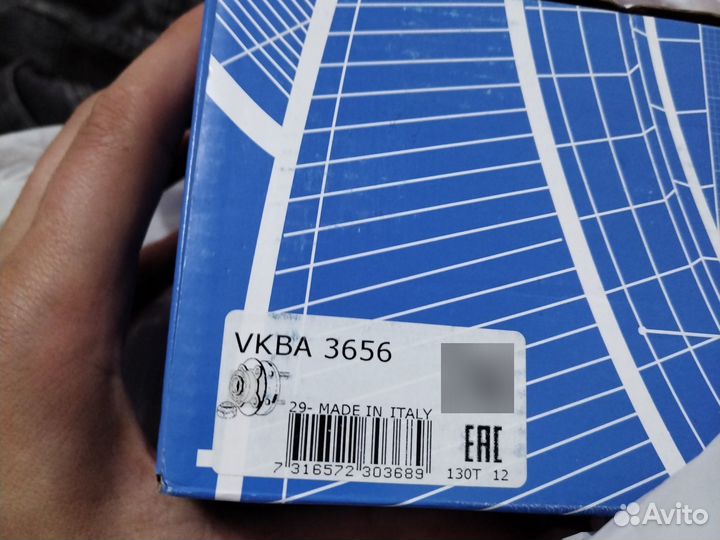 VKBA 3656
29- MADE IN ITALY
EAC
7 316572 303689
130T 12
Avito